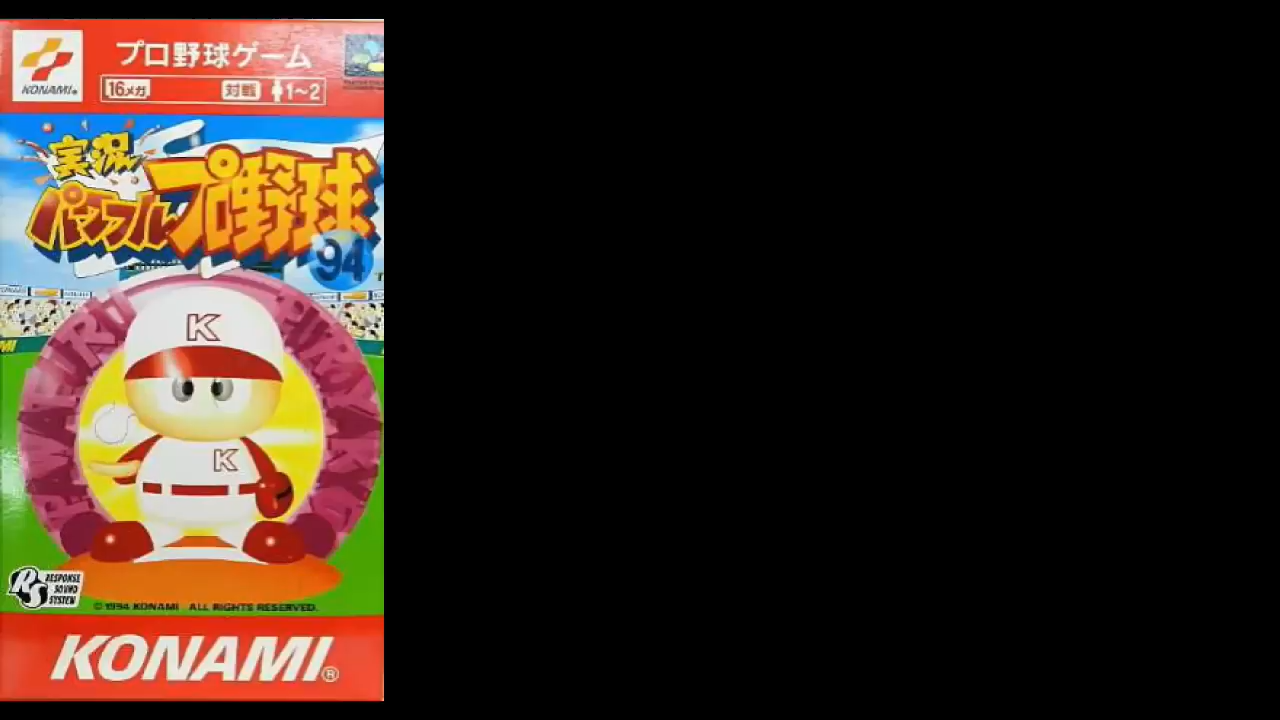 プロ野球ゲーム
KONAMI®
16メガ 対戦 1~2
実況
パワフルプロ野球
94
K
K
RS RESPONSE SOUND SYSTEM
© 1994 KONAMI ALL RIGHTS RESERVED.
KONAMI®